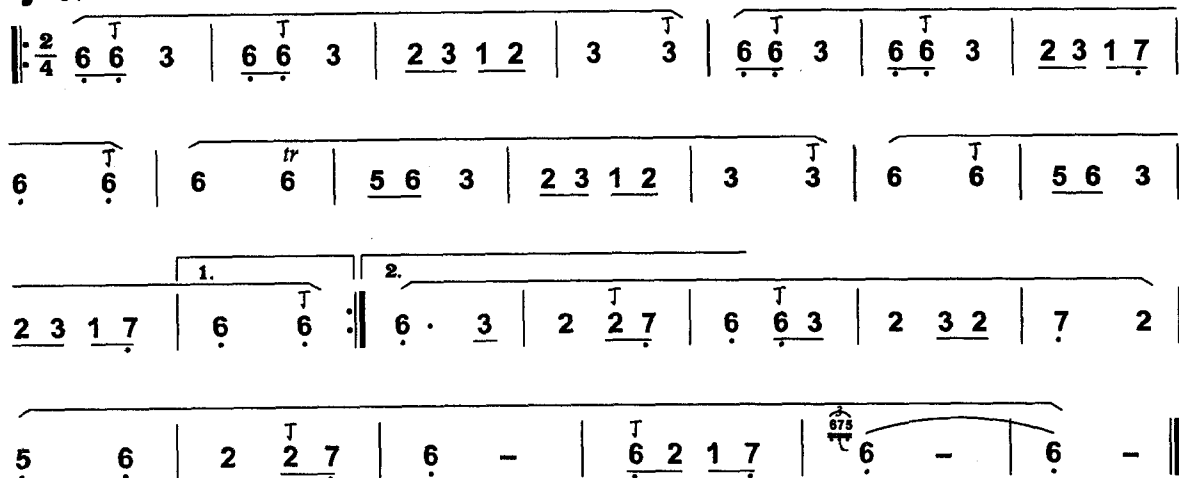 2/4 6 6 3 | 6 6 3 | 2 3 1 2 | 3 3 | 6 6 3 | 6 6 3 | 2 3 1 7 |
6 6 | 6 tr 6 | 5 6 3 | 2 3 1 2 | 3 3 | 6 6 | 5 6 3 |
2 3 1 7 | 1. 6 6 :| 2. 6 · 3 | 2 2 7 | 6 6 3 | 2 3 2 | 7 2 |
5 6 | 2 2 7 | 6 – | 6 2 1 7 | 3 675 6 – | 6 – ||